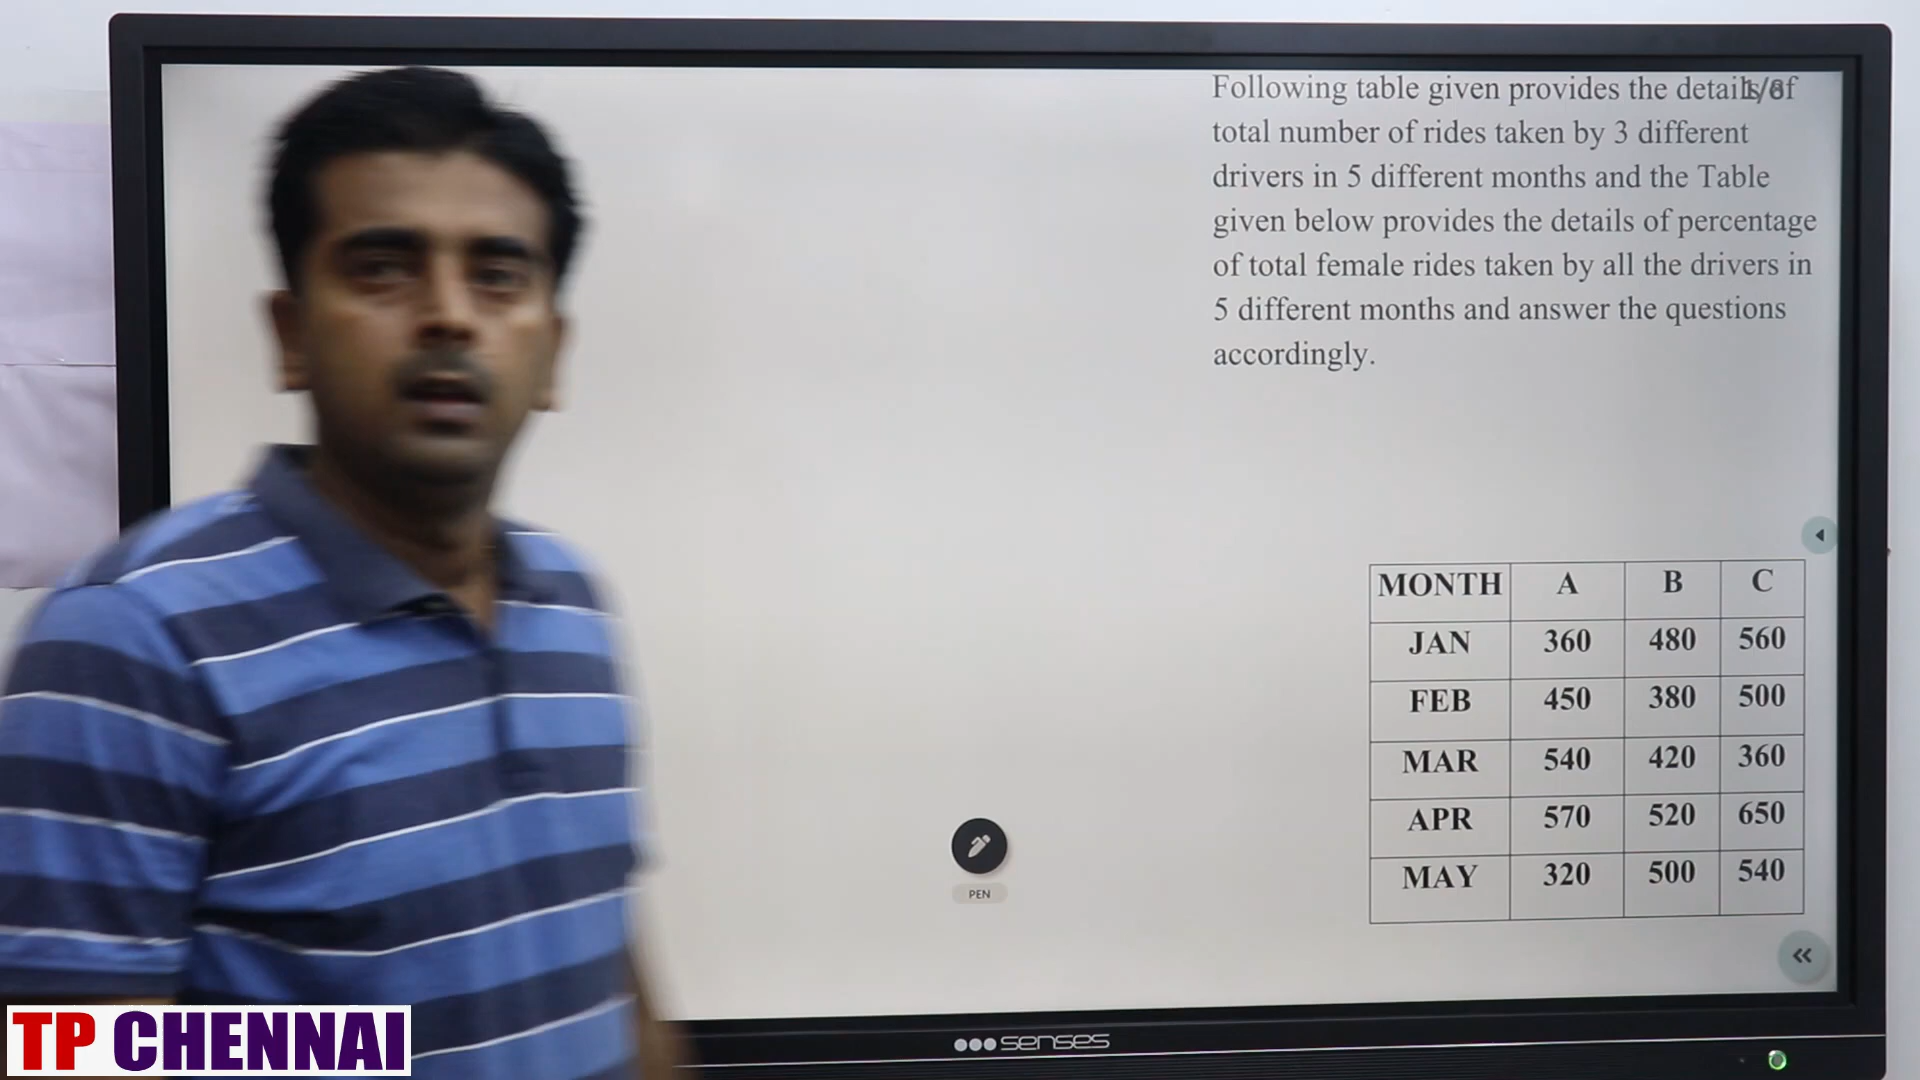 Following table given provides the details of
1/8
total number of rides taken by 3 different
drivers in 5 different months and the Table
given below provides the details of percentage
of total female rides taken by all the drivers in
5 different months and answer the questions
accordingly.
MONTH A B C
JAN 360 480 560
FEB 450 380 500
MAR 540 420 360
APR 570 520 650
MAY 320 500 540
PEN
senses
TP CHENNAI